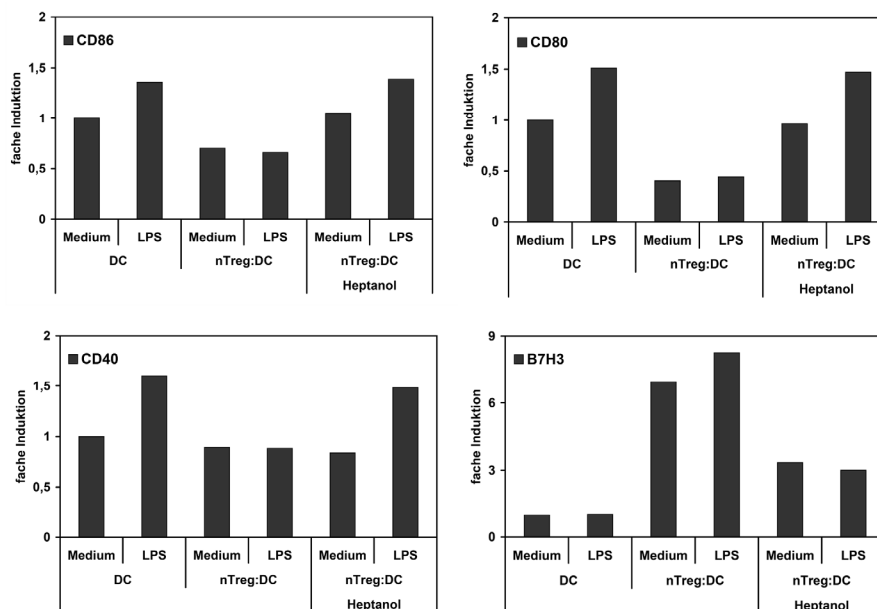 CD86
fache Induktion
2
1,5
1
0,5
0
Medium LPS Medium LPS Medium LPS
DC nTreg:DC nTreg:DC
Heptanol
CD80
fache Induktion
2
1,5
1
0,5
0
Medium LPS Medium LPS Medium LPS
DC nTreg:DC nTreg:DC
Heptanol
CD40
fache Induktion
2
1,5
1
0,5
0
Medium LPS Medium LPS Medium LPS
DC nTreg:DC nTreg:DC
Heptanol
B7H3
fache Induktion
9
6
3
0
Medium LPS Medium LPS Medium LPS
DC nTreg:DC nTreg:DC
Heptanol